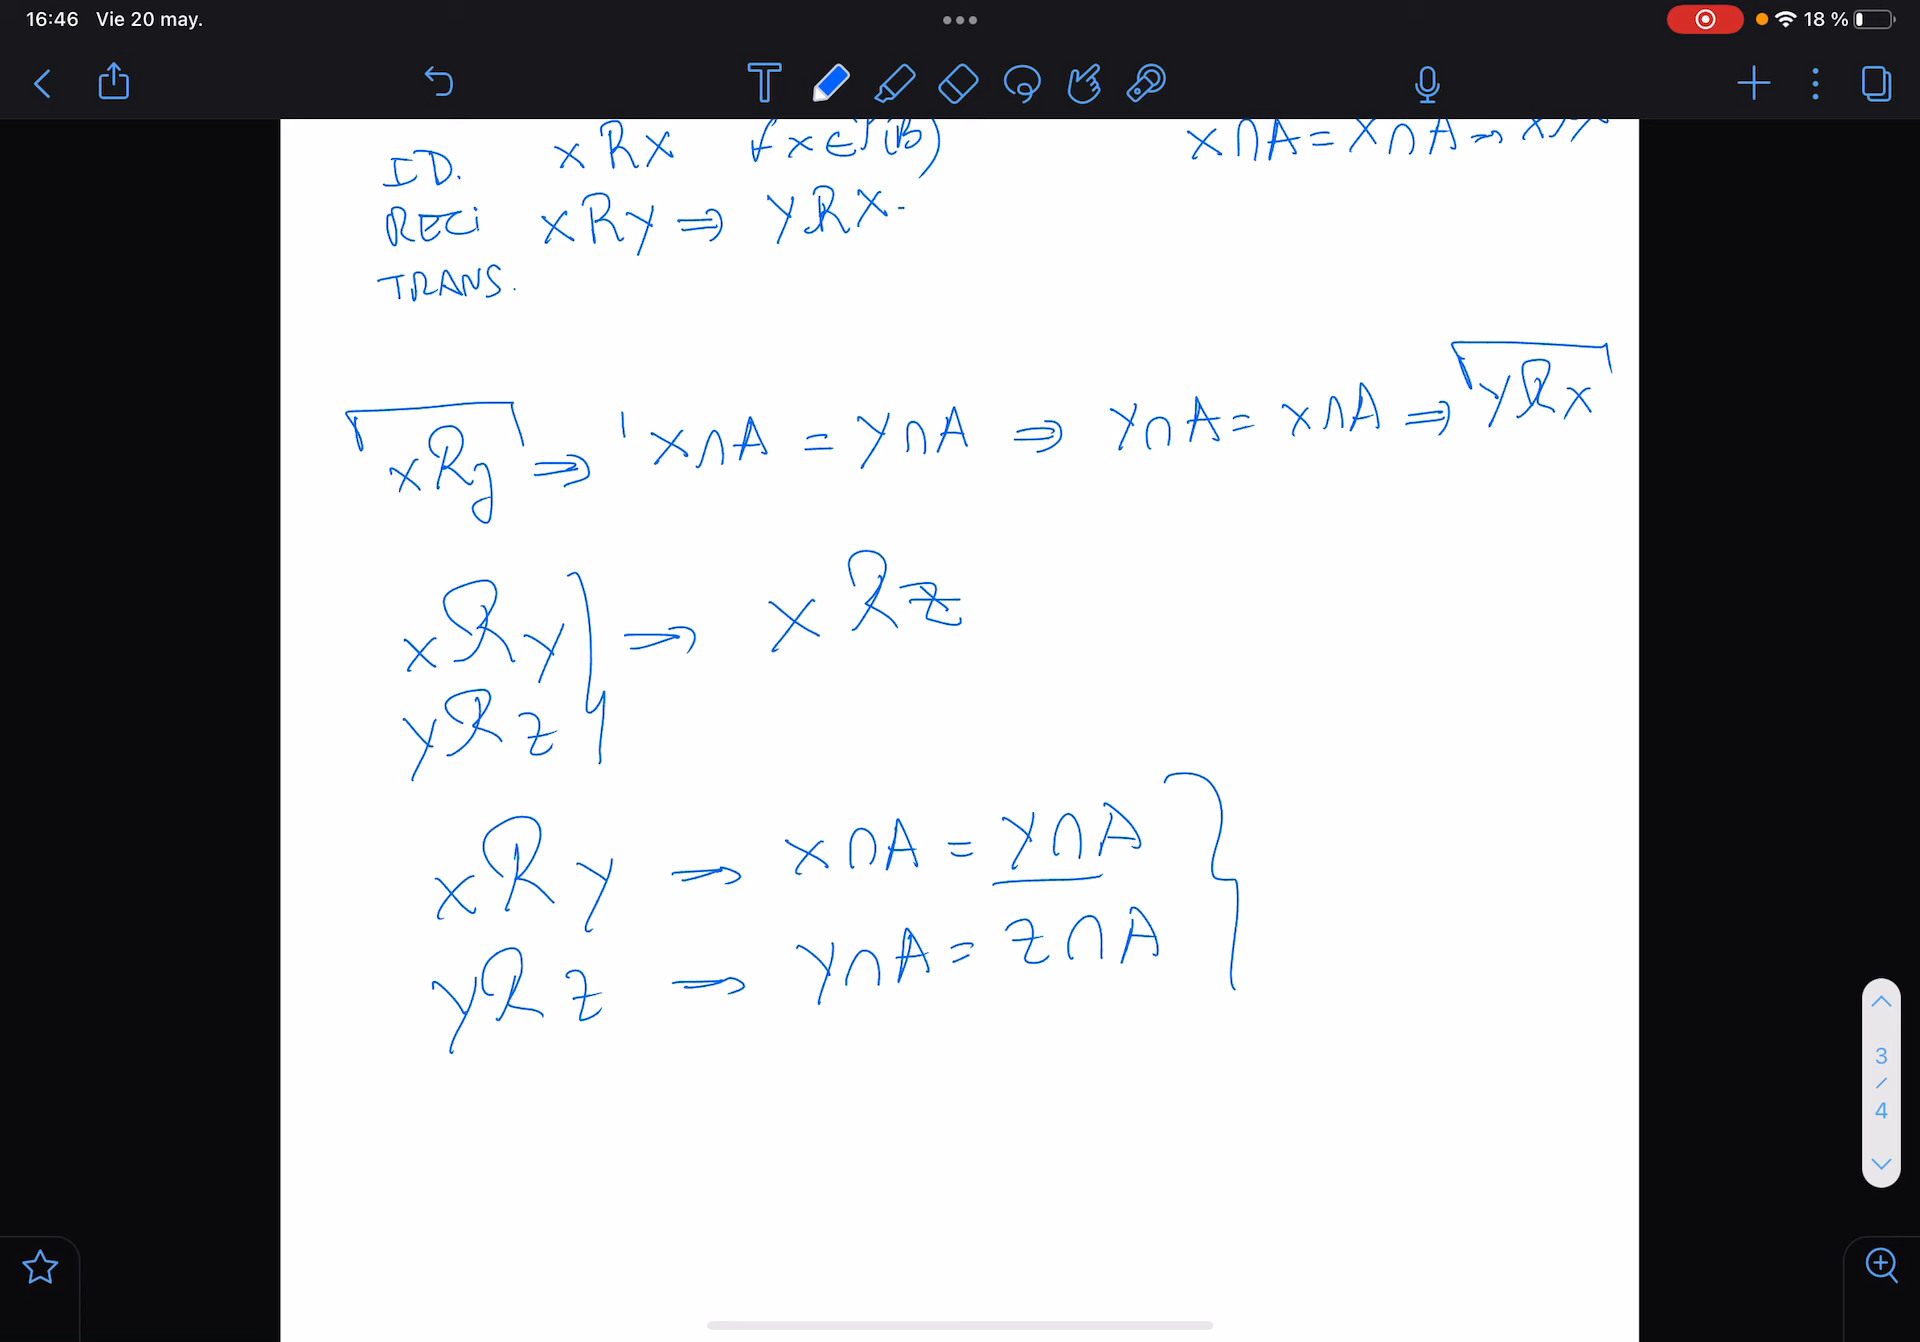 16:46 Vie 20 may.
18 %
ID. xRx ∀x∈P(B) x∩A = x∩A ⇒ xRx
RECI xRy ⇒ yRx.
TRANS.
xRy ⇒ x∩A = y∩A ⇒ y∩A = x∩A ⇒ yRx
xRy } ⇒ xRz
yRz
xRy → x∩A = y∩A }
yRz → y∩A = z∩A
3
/
4